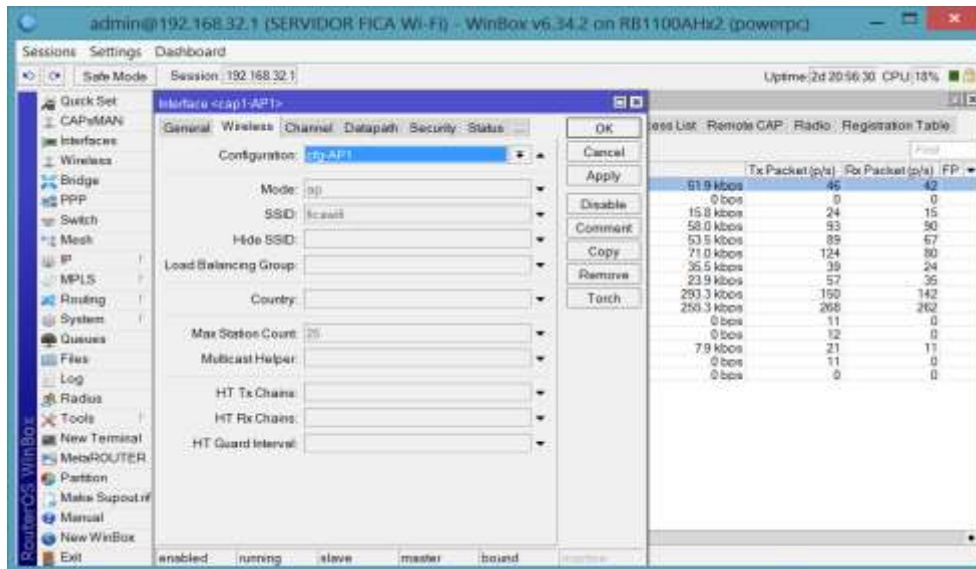 admin@192.168.32.1 (SERVIDOR FICA Wi-Fi) - WinBox v6.34.2 on RB1100AHx2 (powerpc)
Sessions Settings Dashboard
Safe Mode Session: 192.168.32.1 Uptime: 2d 20:56:30 CPU: 18%
Quick Set
CAPsMAN
Interfaces
Wireless
Bridge
PPP
Switch
Mesh
IP
MPLS
Routing
System
Queues
Files
Log
Radius
Tools
New Terminal
MetaROUTER
Partition
Make Supout.rif
Manual
New WinBox
Exit
RouterOS WinBox
Interface <cap1-AP1>
General Wireless Channel Datapath Security Status ...
Configuration: cfg-AP1
Mode: ap
SSID: ficawifi
Hide SSID:
Load Balancing Group:
Country:
Max Station Count: 25
Multicast Helper:
HT Tx Chains:
HT Rx Chains:
HT Guard Interval:
enabled running slave master bound inactive
OK
Cancel
Apply
Disable
Comment
Copy
Remove
Torch
ess List Remote CAP Radio Registration Table
Find
Tx Packet (p/s) Rx Packet (p/s) FP
51.9 kbps 46 42
0 bps 0 0
15.8 kbps 24 15
58.0 kbps 93 90
53.5 kbps 89 67
71.0 kbps 124 80
35.5 kbps 39 24
23.9 kbps 57 35
293.3 kbps 150 142
255.3 kbps 268 262
0 bps 11 0
0 bps 12 0
7.9 kbps 21 11
0 bps 11 0
0 bps 0 0